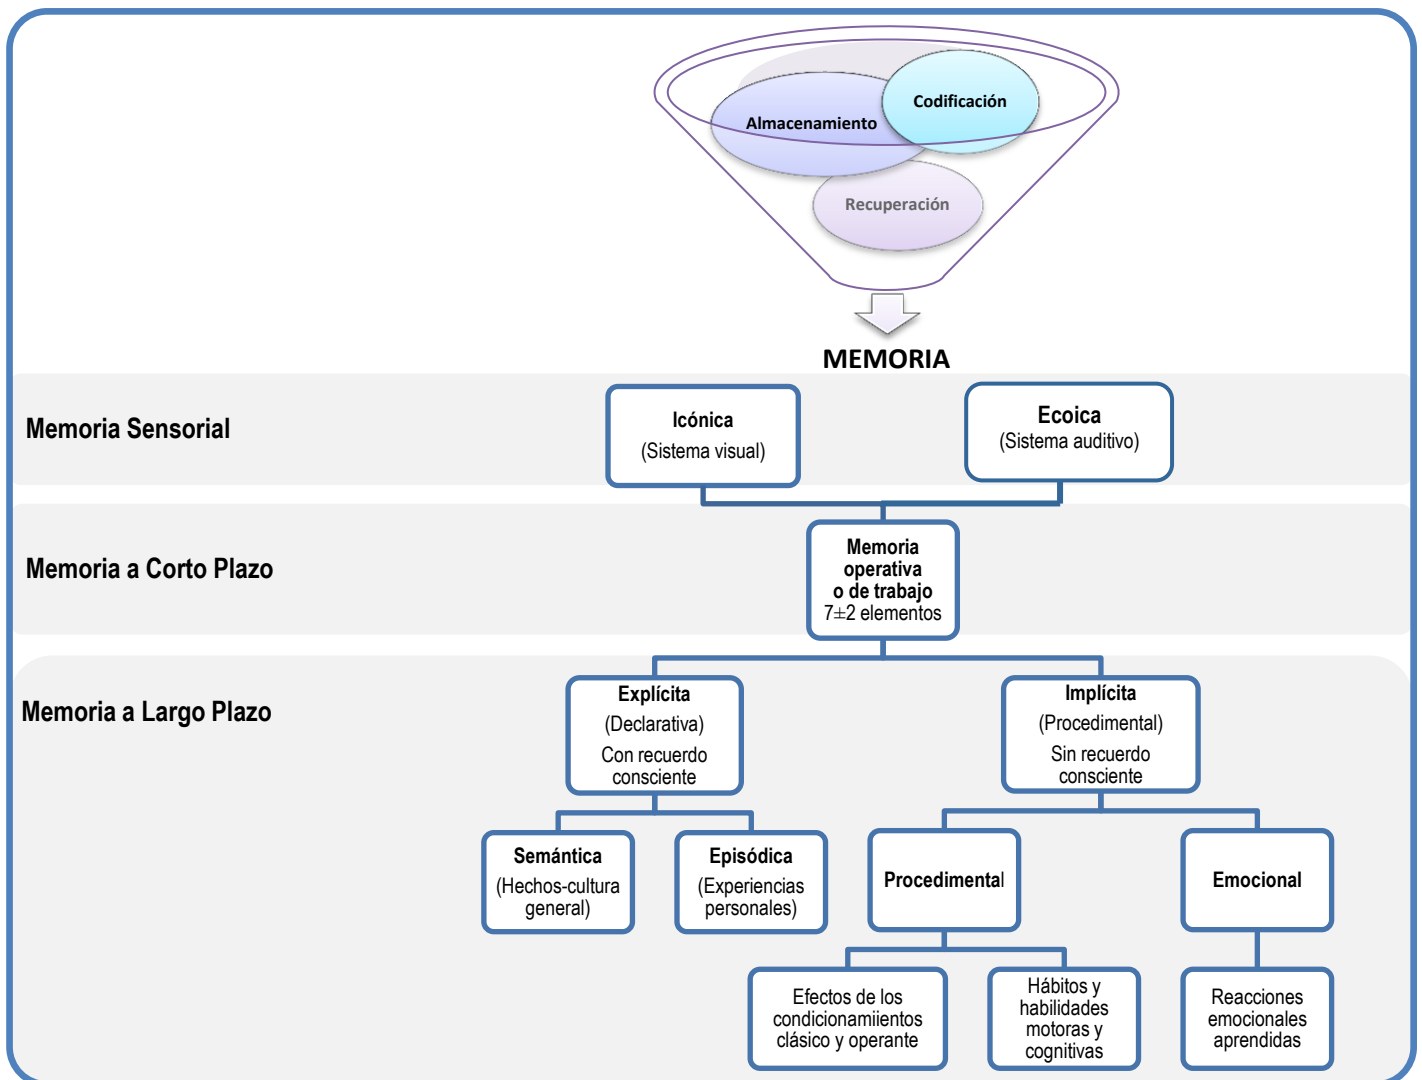 Codificación
Almacenamiento
Recuperación
MEMORIA
Memoria Sensorial
Icónica
(Sistema visual)
Ecoica
(Sistema auditivo)
Memoria a Corto Plazo
Memoria
operativa
o de trabajo
7±2 elementos
Memoria a Largo Plazo
Explícita
(Declarativa)
Con recuerdo
consciente
Implícita
(Procedimental)
Sin recuerdo
consciente
Semántica
(Hechos-cultura
general)
Episódica
(Experiencias
personales)
Procedimental
Emocional
Efectos de los
condicionamiientos
clásico y operante
Hábitos y
habilidades
motoras y
cognitivas
Reacciones
emocionales
aprendidas